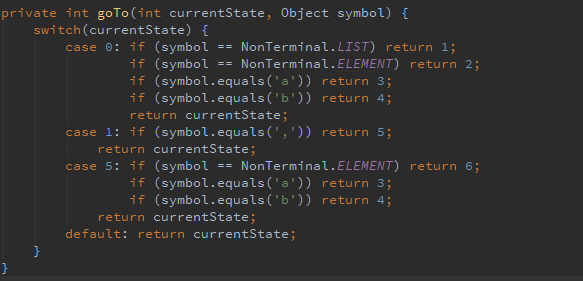 private int goTo(int currentState, Object symbol) {
    switch(currentState) {
        case 0: if (symbol == NonTerminal.LIST) return 1;
                if (symbol == NonTerminal.ELEMENT) return 2;
                if (symbol.equals('a')) return 3;
                if (symbol.equals('b')) return 4;
                return currentState;
        case 1: if (symbol.equals(',')) return 5;
            return currentState;
        case 5: if (symbol == NonTerminal.ELEMENT) return 6;
                if (symbol.equals('a')) return 3;
                if (symbol.equals('b')) return 4;
            return currentState;
        default: return currentState;
    }
}